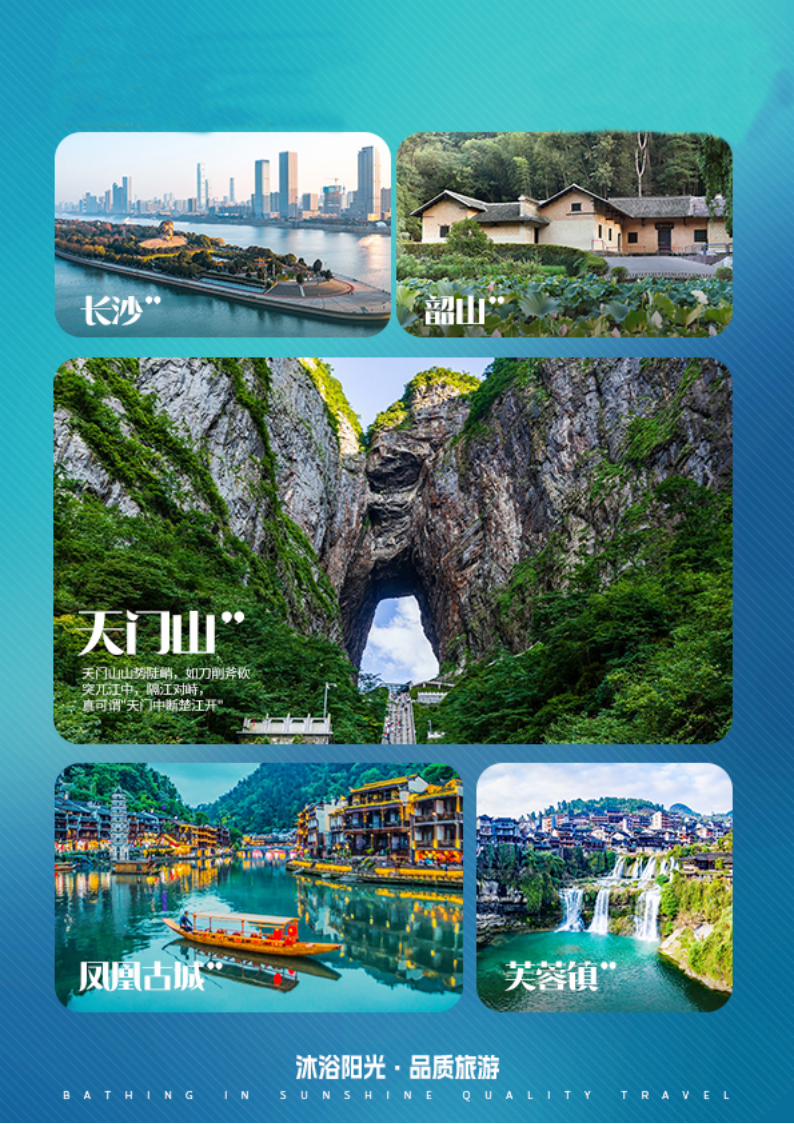 长沙”
韶山”
天门山”
天门山山势陡峭，如刀削斧砍
突兀江中，隔江对峙，
真可谓"天门中断楚江开"
凤凰古城”
芙蓉镇”
沐浴阳光·品质旅游
BATHING IN SUNSHINE QUALITY TRAVEL